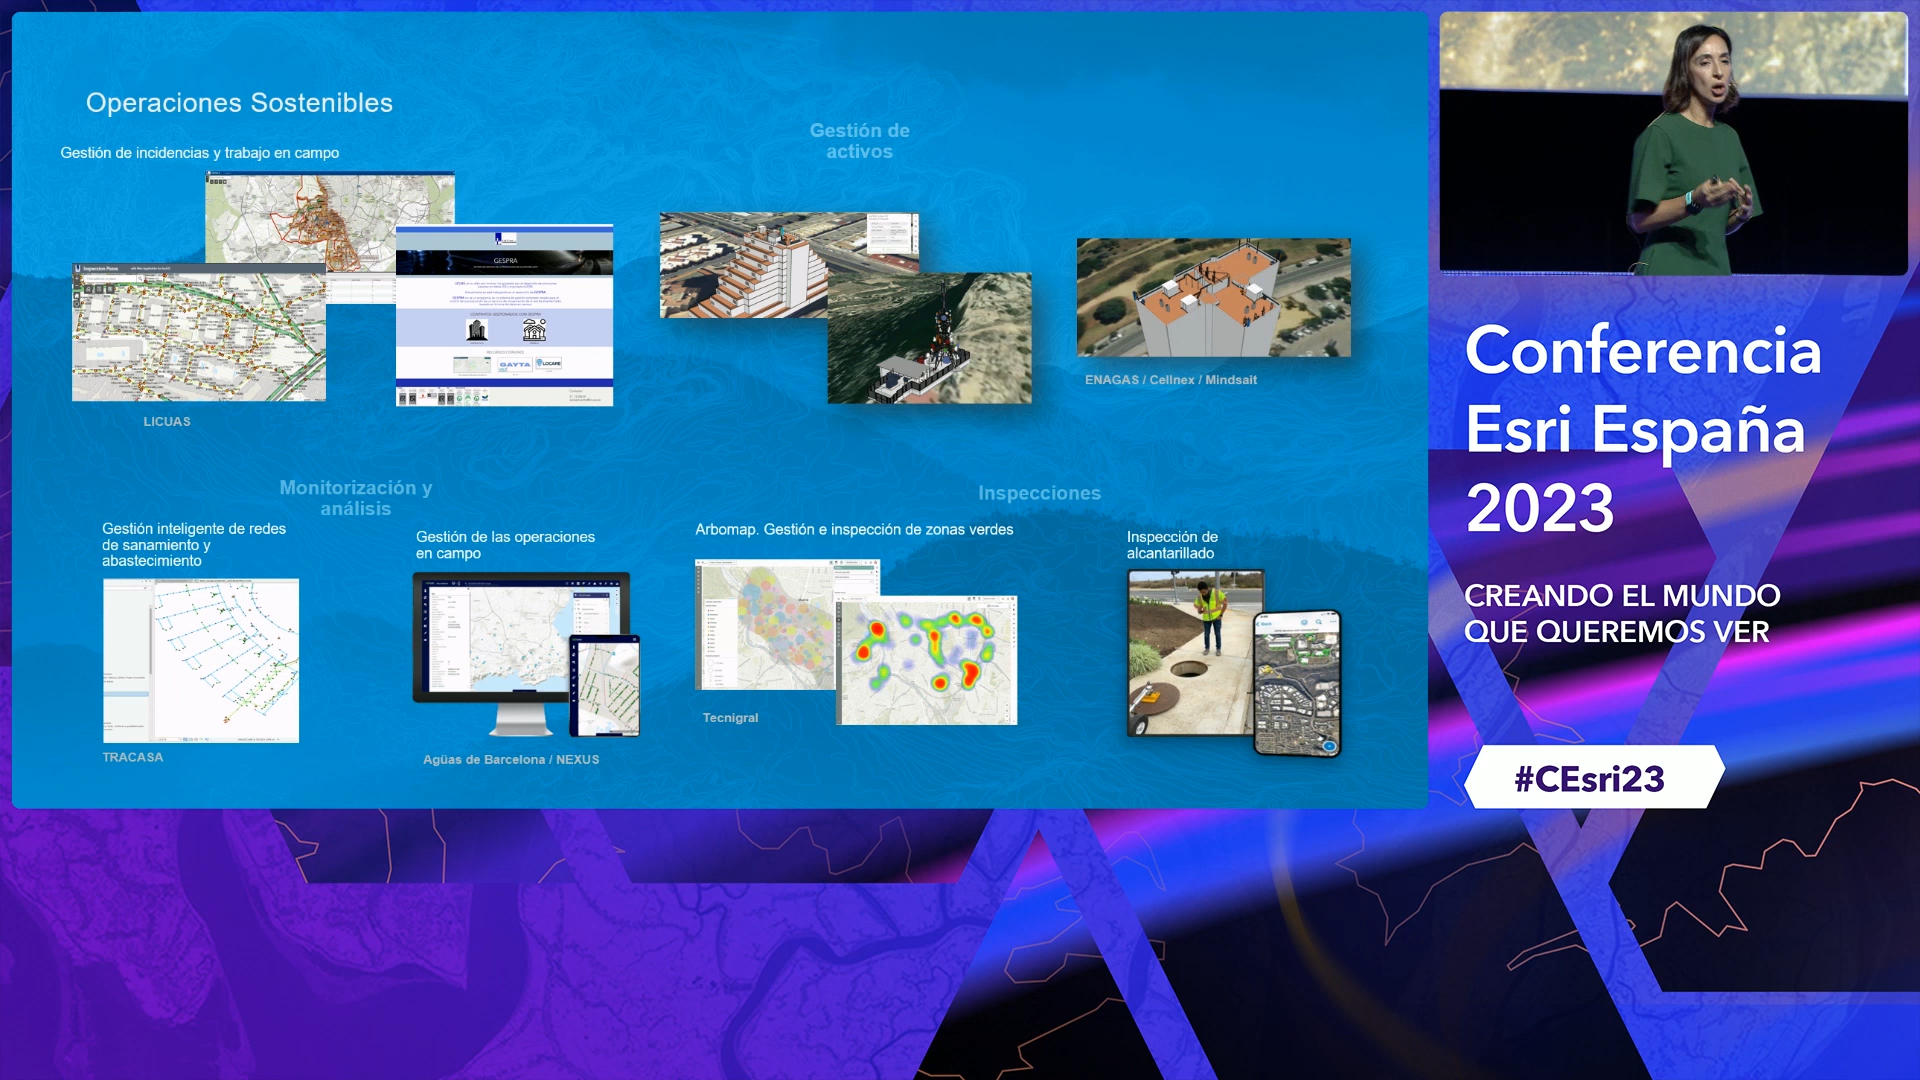 Operaciones Sostenibles
Gestión de incidencias y trabajo en campo
GESPRA
GAYTA
LOCARE
LICUAS
Gestión de
activos
ENAGAS / Cellnex / Mindsait
Monitorización y
análisis
Gestión inteligente de redes
de sanamiento y
abastecimiento
TRACASA
Gestión de las operaciones
en campo
Agüas de Barcelona / NEXUS
Inspecciones
Arbomap. Gestión e inspección de zonas verdes
Tecnigral
Inspección de
alcantarillado
Conferencia
Esri España
2023
CREANDO EL MUNDO
QUE QUEREMOS VER
#CEsri23